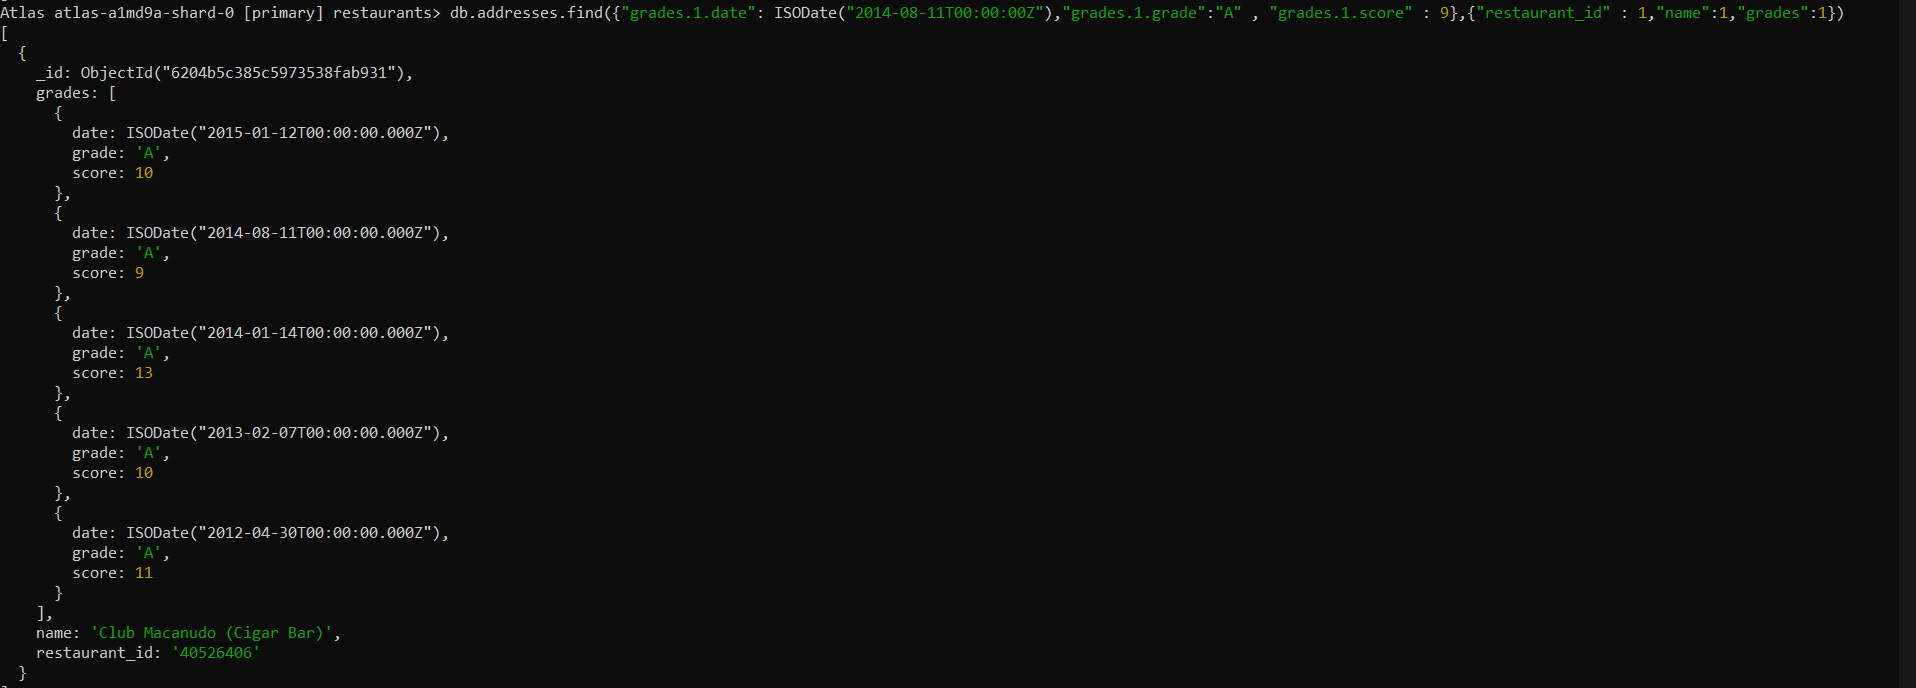 Atlas atlas-a1md9a-shard-0 [primary] restaurants> db.addresses.find({"grades.1.date": ISODate("2014-08-11T00:00:00Z"),"grades.1.grade":"A" , "grades.1.score" : 9},{"restaurant_id" : 1,"name":1,"grades":1})
[
  {
    _id: ObjectId("6204b5c385c5973538fab931"),
    grades: [
      {
        date: ISODate("2015-01-12T00:00:00.000Z"),
        grade: 'A',
        score: 10
      },
      {
        date: ISODate("2014-08-11T00:00:00.000Z"),
        grade: 'A',
        score: 9
      },
      {
        date: ISODate("2014-01-14T00:00:00.000Z"),
        grade: 'A',
        score: 13
      },
      {
        date: ISODate("2013-02-07T00:00:00.000Z"),
        grade: 'A',
        score: 10
      },
      {
        date: ISODate("2012-04-30T00:00:00.000Z"),
        grade: 'A',
        score: 11
      }
    ],
    name: 'Club Macanudo (Cigar Bar)',
    restaurant_id: '40526406'
  }